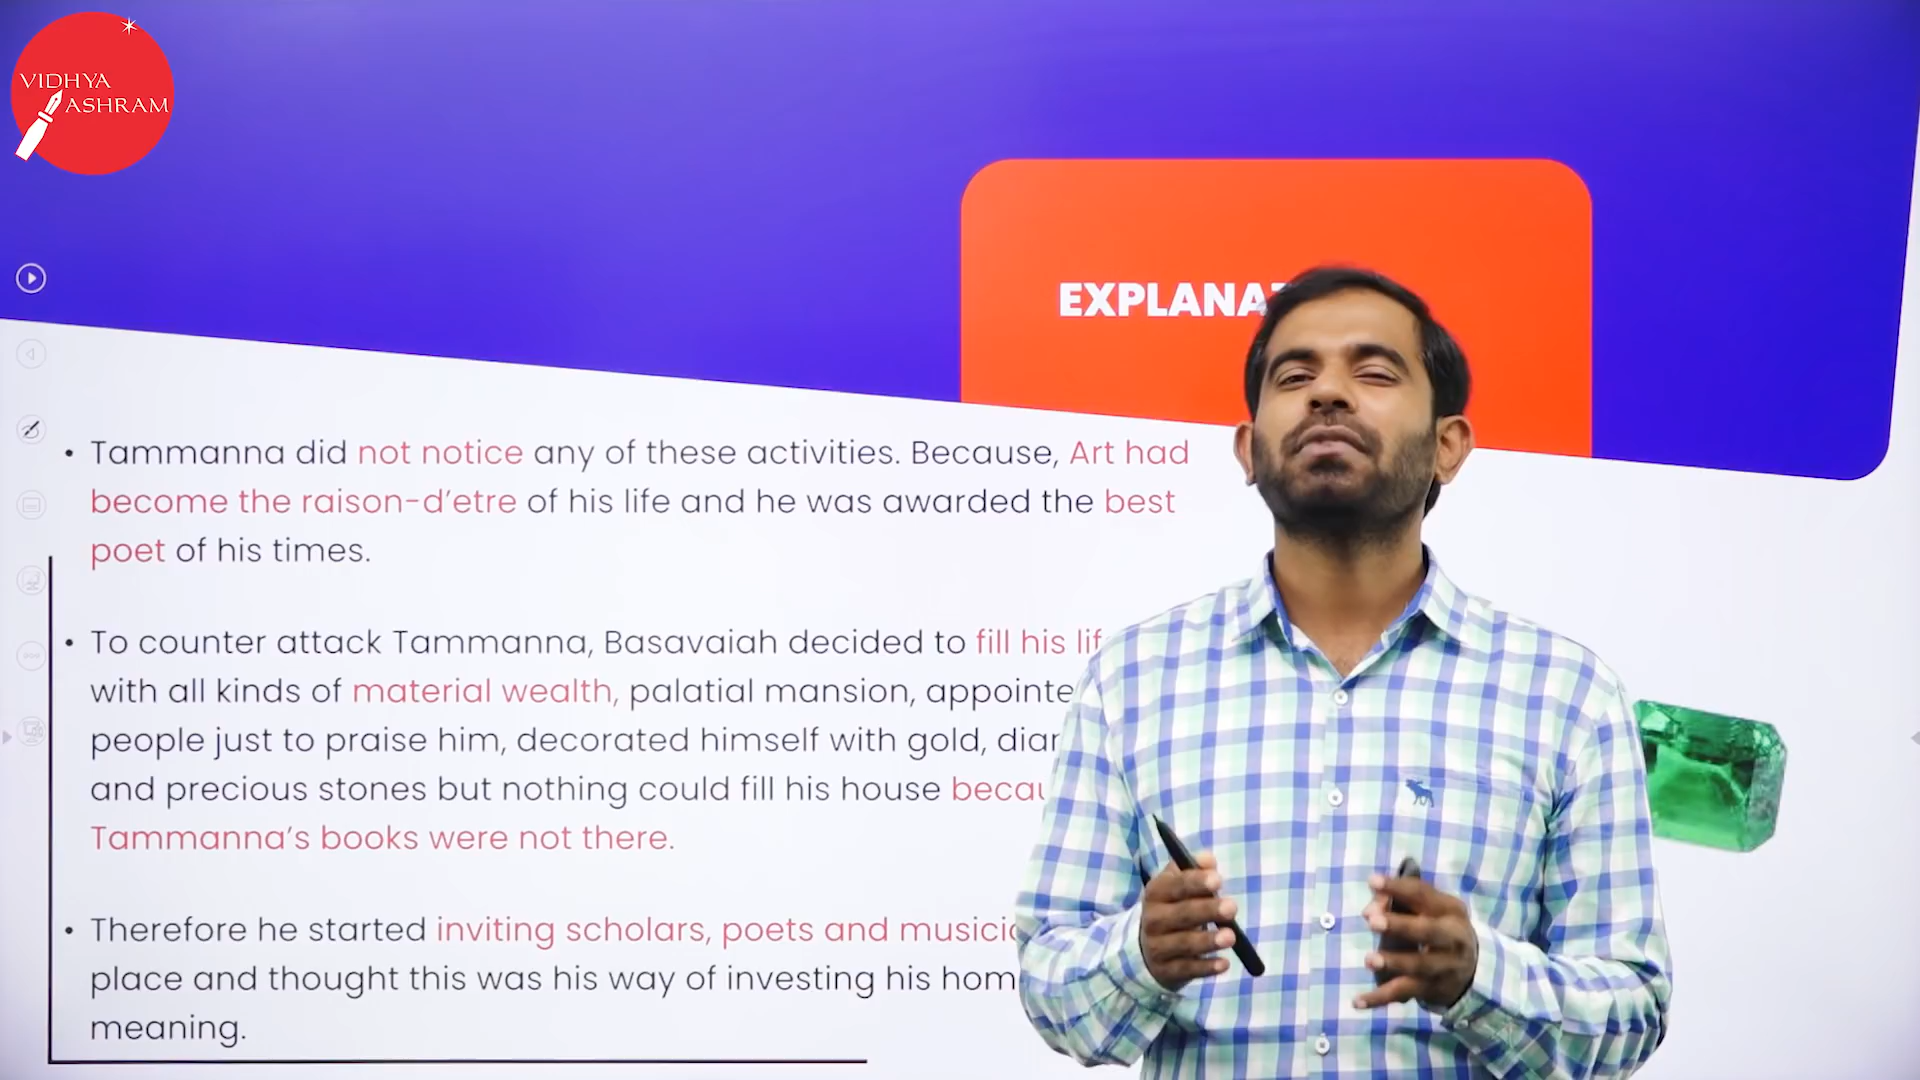 VIDHYA
ASHRAM
EXPLANA
• Tammanna did not notice any of these activities. Because, Art had
become the raison-d’etre of his life and he was awarded the best
poet of his times.
• To counter attack Tammanna, Basavaiah decided to fill his
with all kinds of material wealth, palatial mansion,
people just to praise him, decorated himself with gold,
and precious stones but nothing could fill his house
Tammanna’s books were not there.
• Therefore he started inviting scholars, poets and
place and thought this was his way of investing his
meaning.